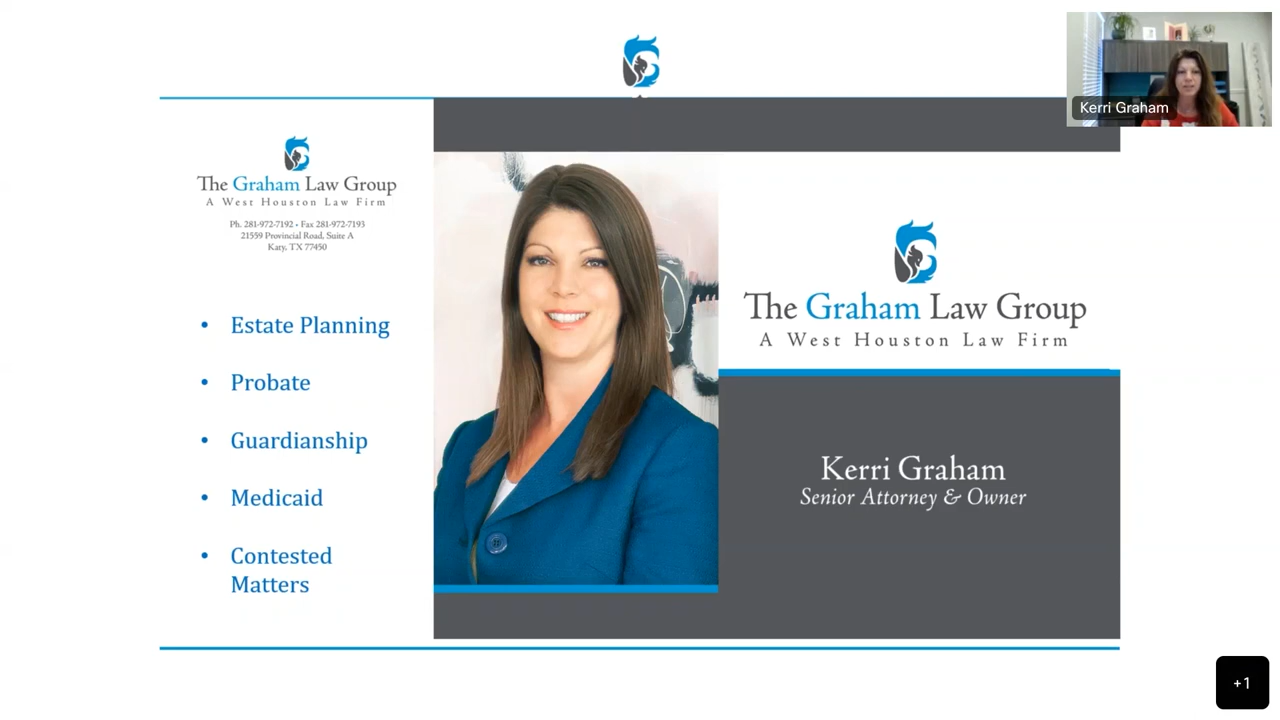 Kerri Graham
The Graham Law Group
A West Houston Law Firm
Ph. 281-972-7192 • Fax 281-972-7193
21559 Provincial Road, Suite A
Katy, TX 77450
• Estate Planning
• Probate
• Guardianship
• Medicaid
• Contested
Matters
The Graham Law Group
A West Houston Law Firm
Kerri Graham
Senior Attorney & Owner
+1